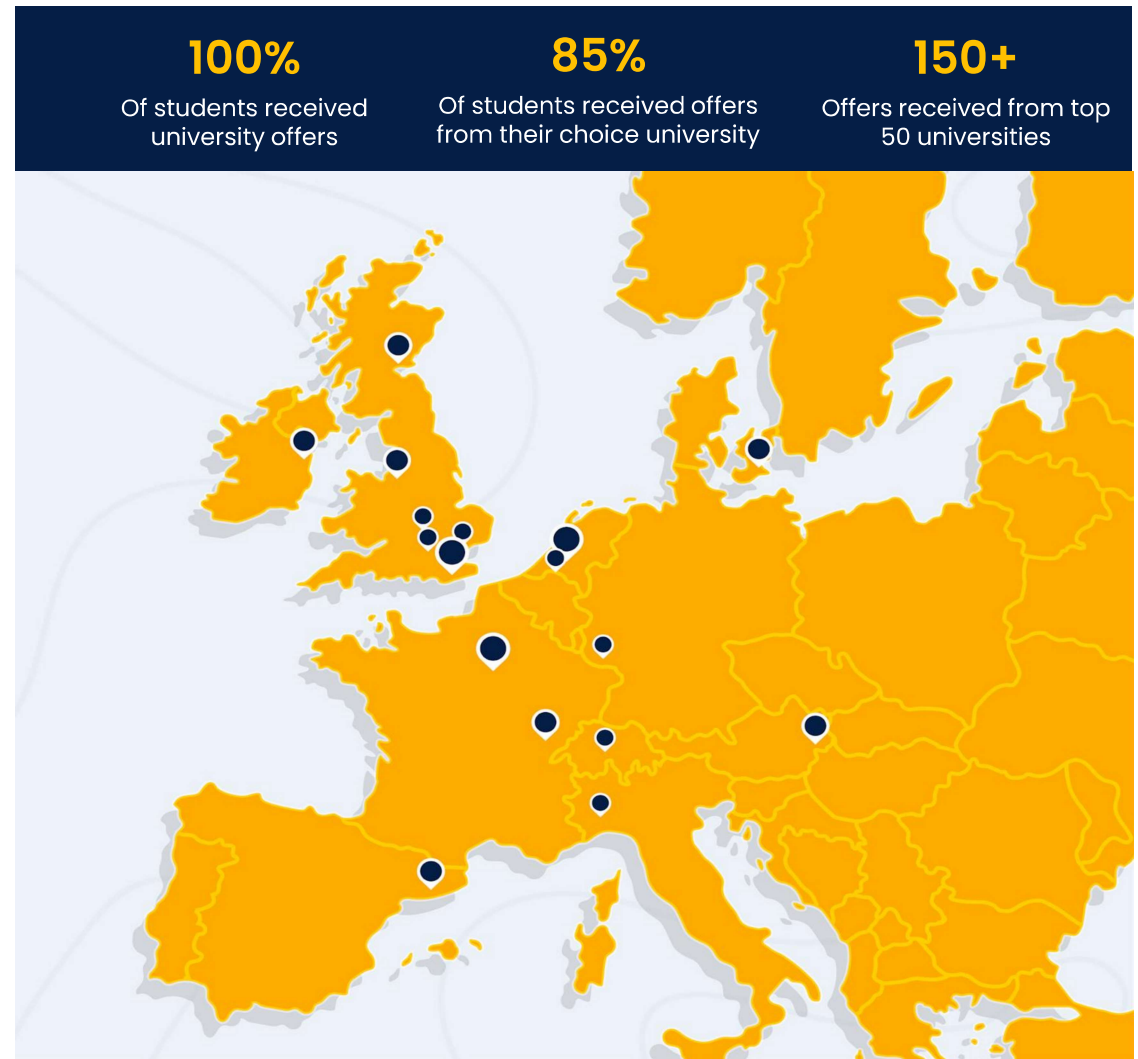 100%
Of students received
university offers
85%
Of students received offers
from their choice university
150+
Offers received from top
50 universities